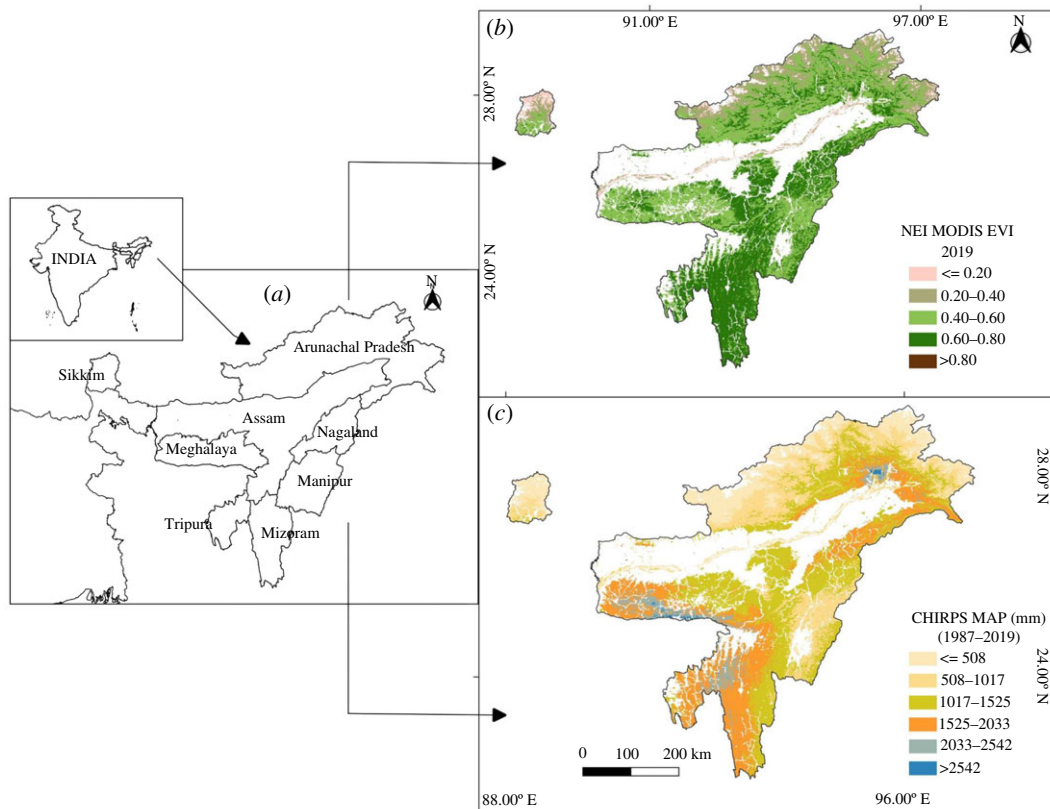 (b)
91.00º E
97.00º E
N
28.00º N
24.00º N
NEI MODIS EVI
2019
<= 0.20
0.20–0.40
0.40–0.60
0.60–0.80
>0.80
INDIA
(a)
N
Arunachal Pradesh
Sikkim
Assam
Nagaland
Meghalaya
Manipur
Tripura
Mizoram
(c)
28.00º N
24.00º N
CHIRPS MAP (mm)
(1987–2019)
<= 508
508–1017
1017–1525
1525–2033
2033–2542
>2542
0 100 200 km
88.00º E
96.00º E